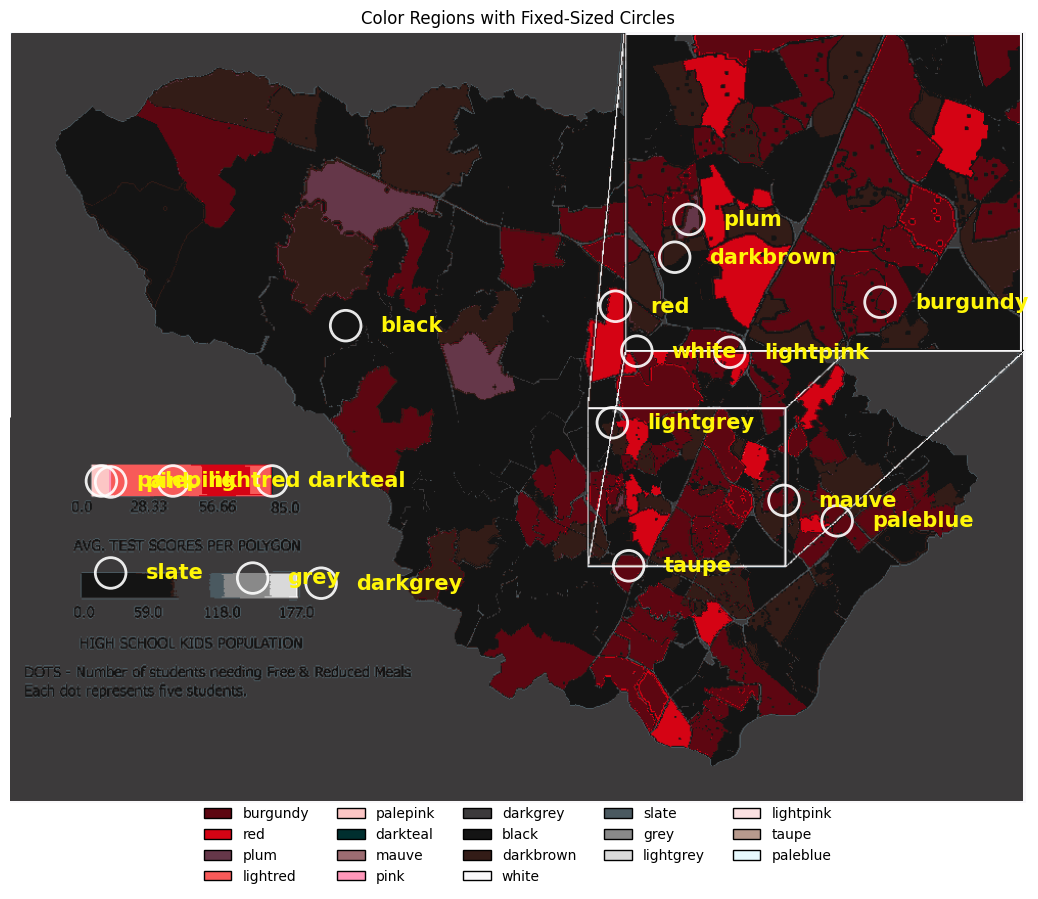 Color Regions with Fixed-Sized Circles
plum
darkbrown
burgundy
red
black
white
lightpink
lightgrey
pink
palepink
lightred
darkteal
0.0 28.33 56.66 85.0
mauve
paleblue
AVG. TEST SCORES PER POLYGON
taupe
slate
grey
darkgrey
0.0 59.0 118.0 177.0
HIGH SCHOOL KIDS POPULATION
DOTS - Number of students needing Free & Reduced Meals
Each dot represents five students.
burgundy palepink darkgrey slate lightpink
red darkteal black grey taupe
plum mauve darkbrown lightgrey paleblue
lightred pink white